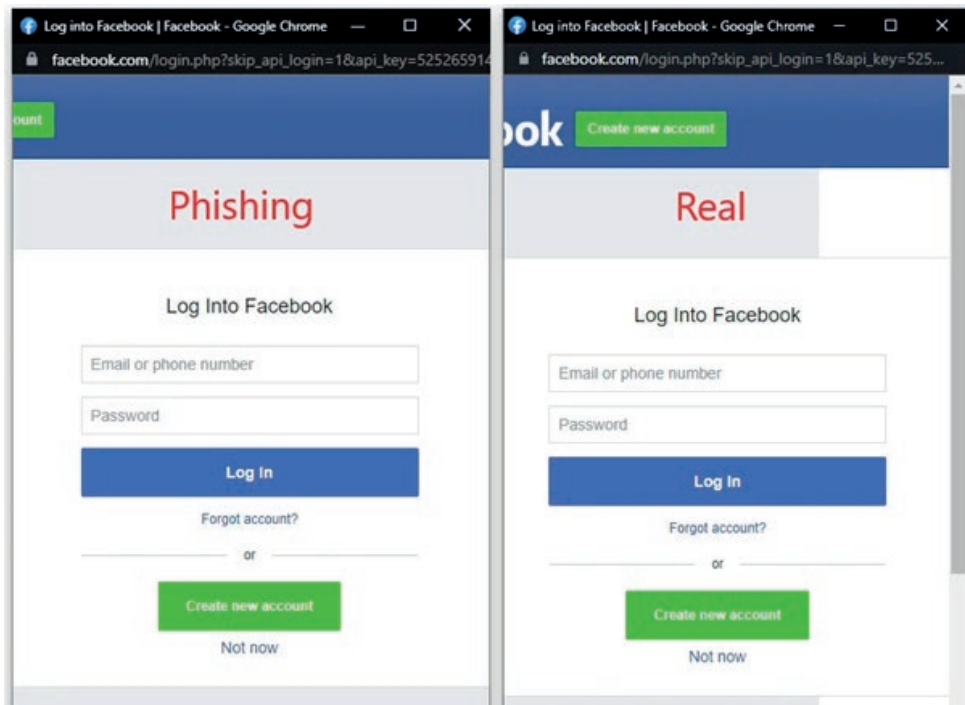 Log into Facebook | Facebook - Google Chrome
facebook.com/login.php?skip_api_login=1&api_key=525265914
ount
Phishing
Log Into Facebook
Email or phone number
Password
Log In
Forgot account?
or
Create new account
Not now
Log into Facebook | Facebook - Google Chrome
facebook.com/login.php?skip_api_login=1&api_key=525...
ook
Create new account
Real
Log Into Facebook
Email or phone number
Password
Log In
Forgot account?
or
Create new account
Not now